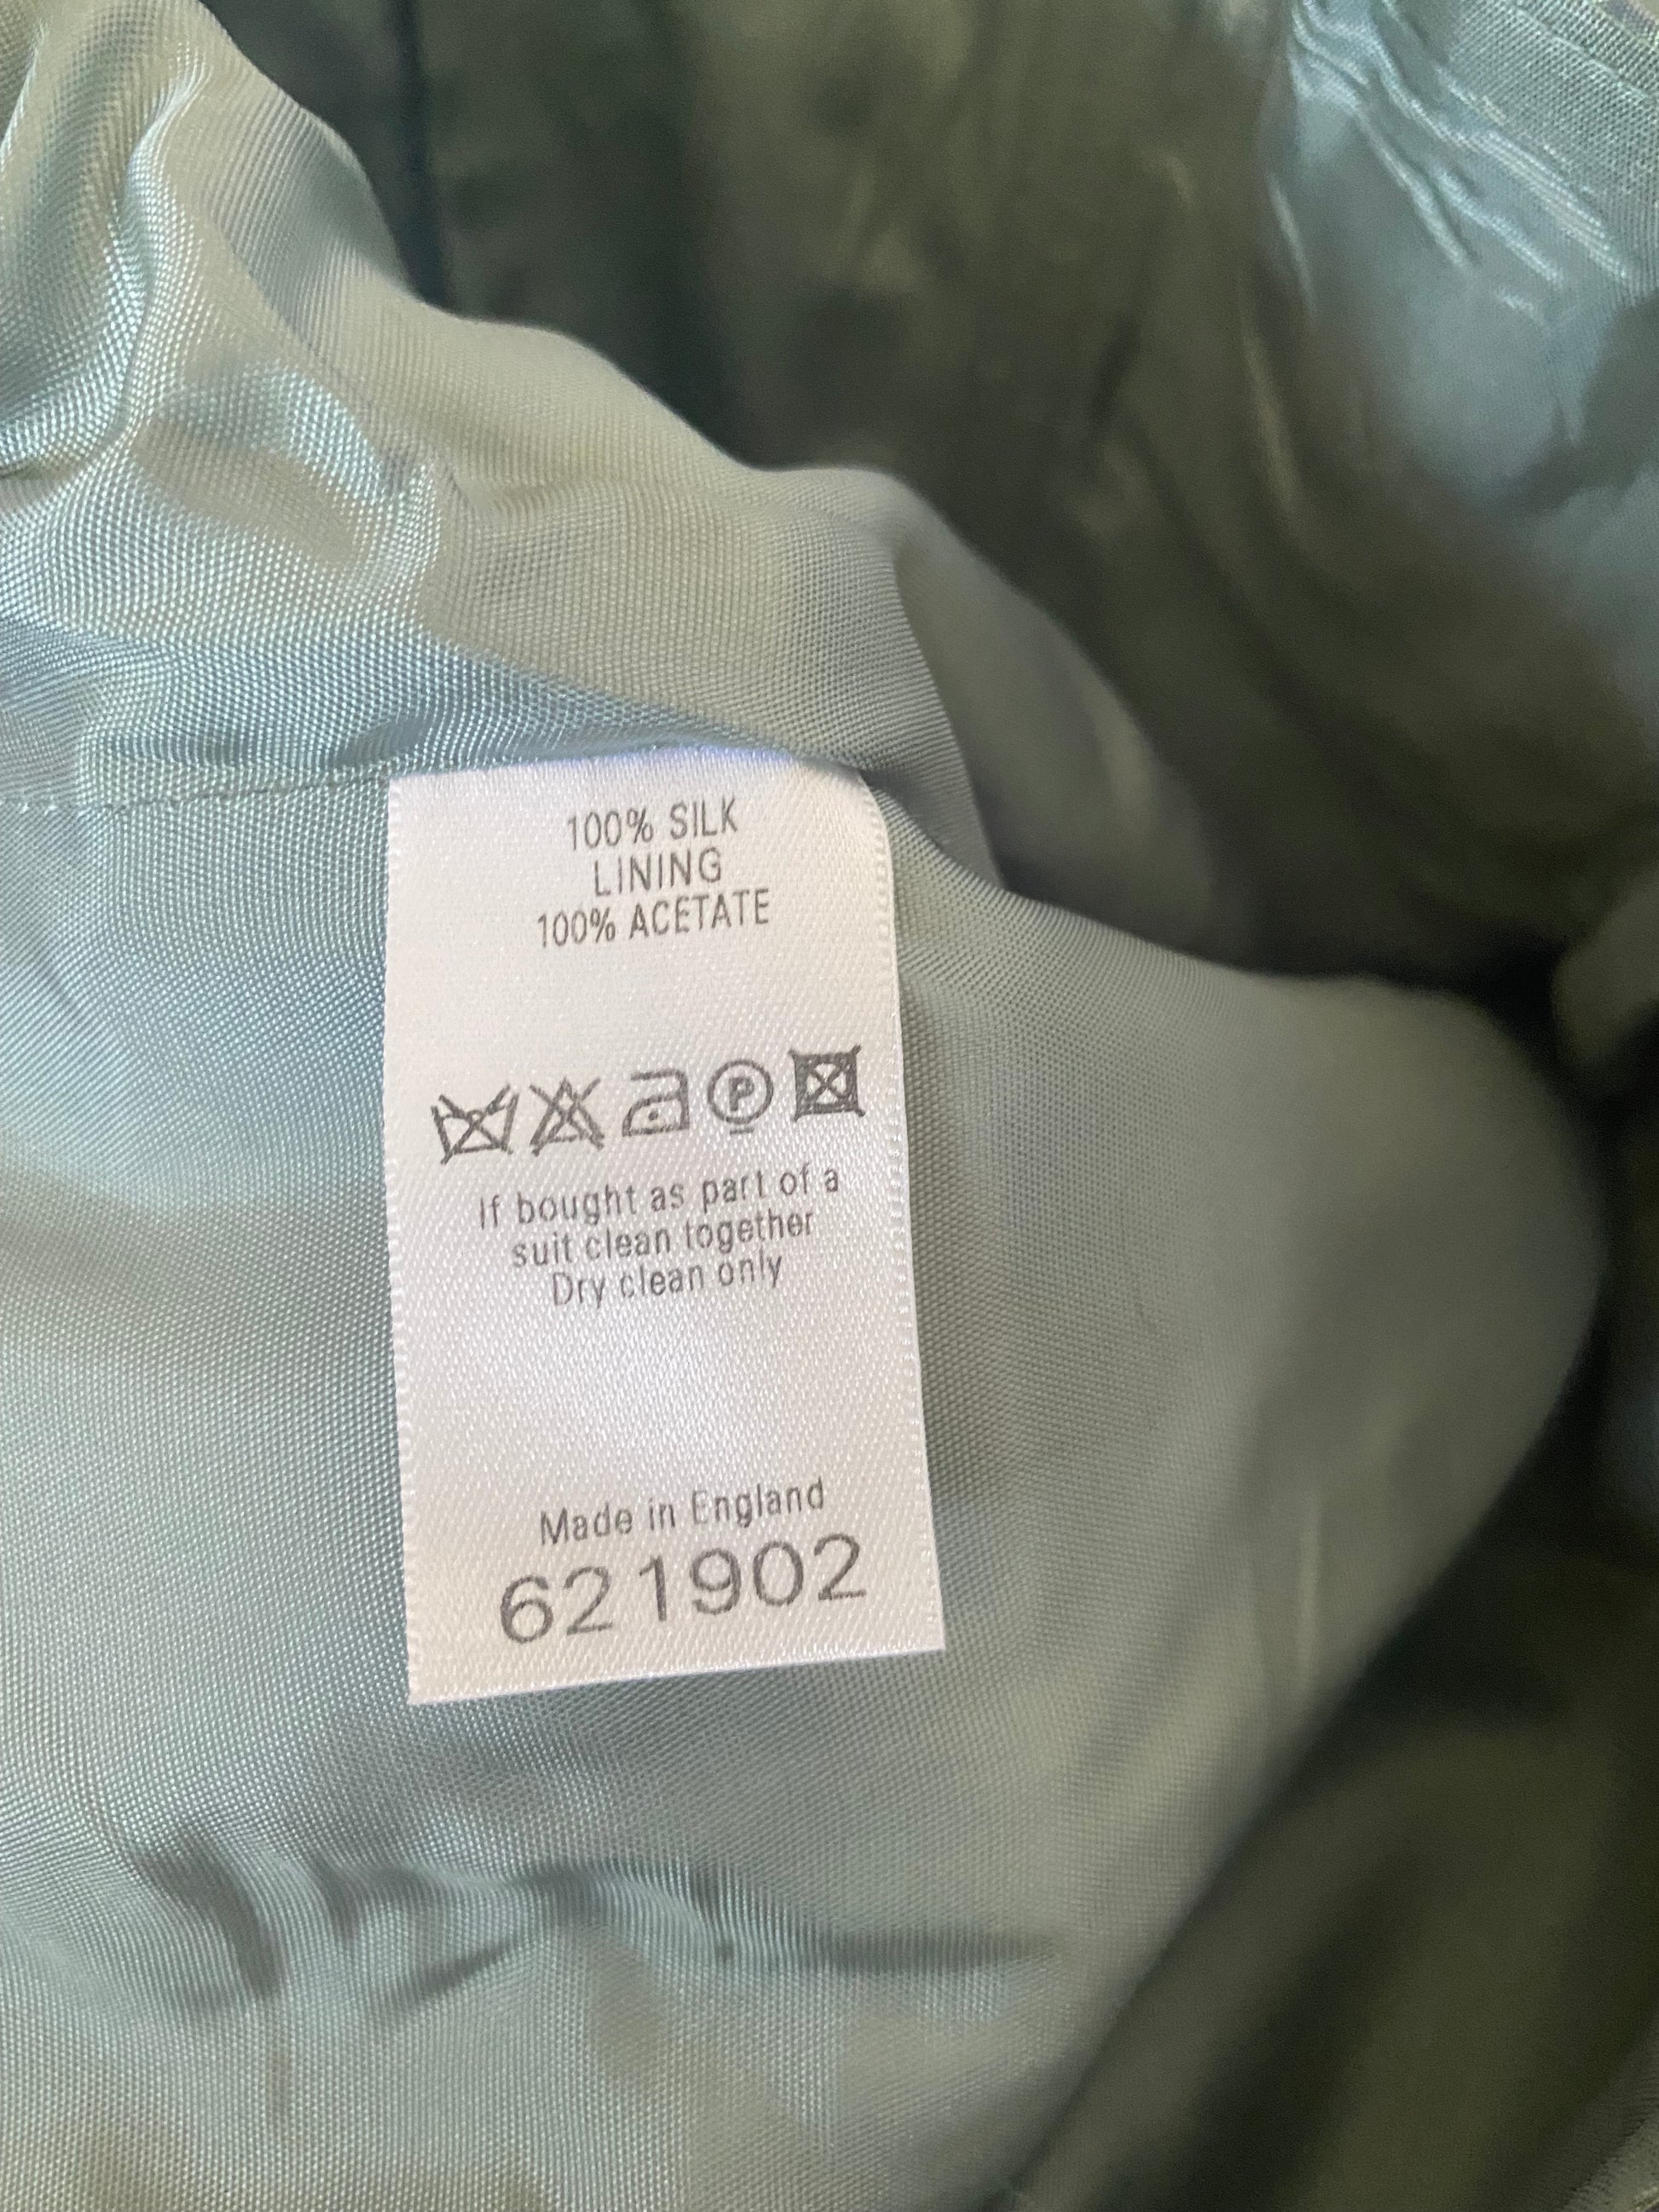 100% SILK
LINING
100% ACETATE
P
If bought as part of a
suit clean together
Dry clean only
Made in England
621902